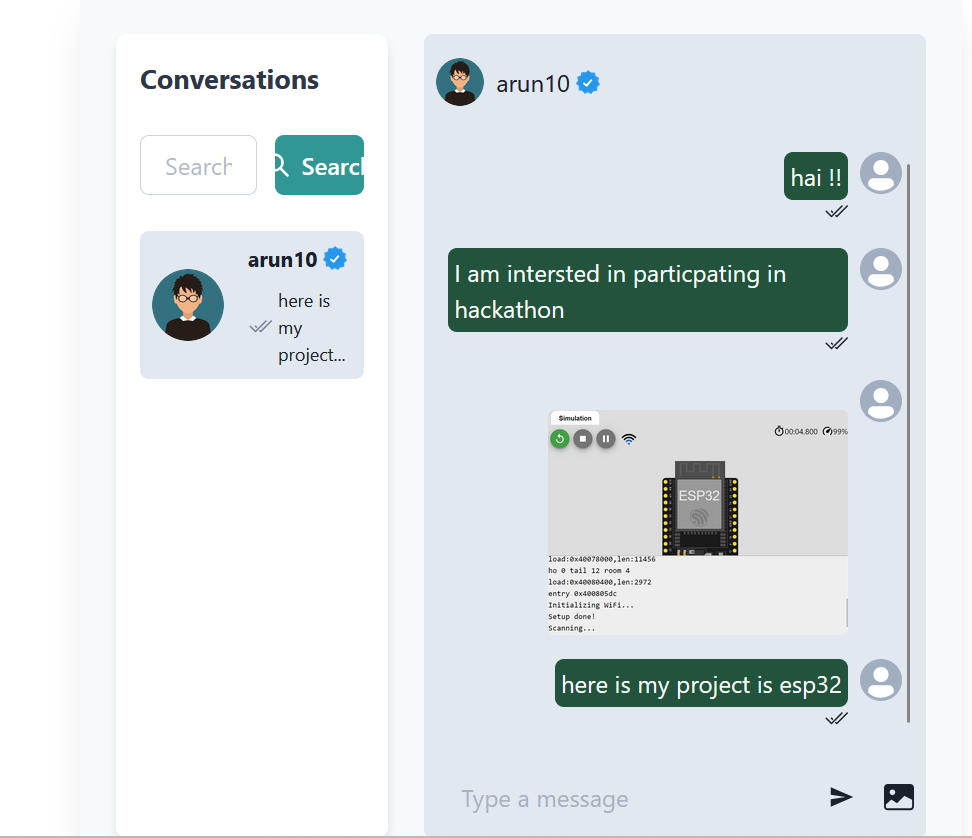 Conversations
Search
Search
arun10
here is
my
project...
arun10
hai !!
I am intersted in particpating in
hackathon
Simulation
00:04.800 99%
ESP32
load:0x40078000,len:11456
ho 0 tail 12 room 4
load:0x40080400,len:2972
entry 0x400805dc
Initializing WiFi...
Setup done!
Scanning...
here is my project is esp32
Type a message